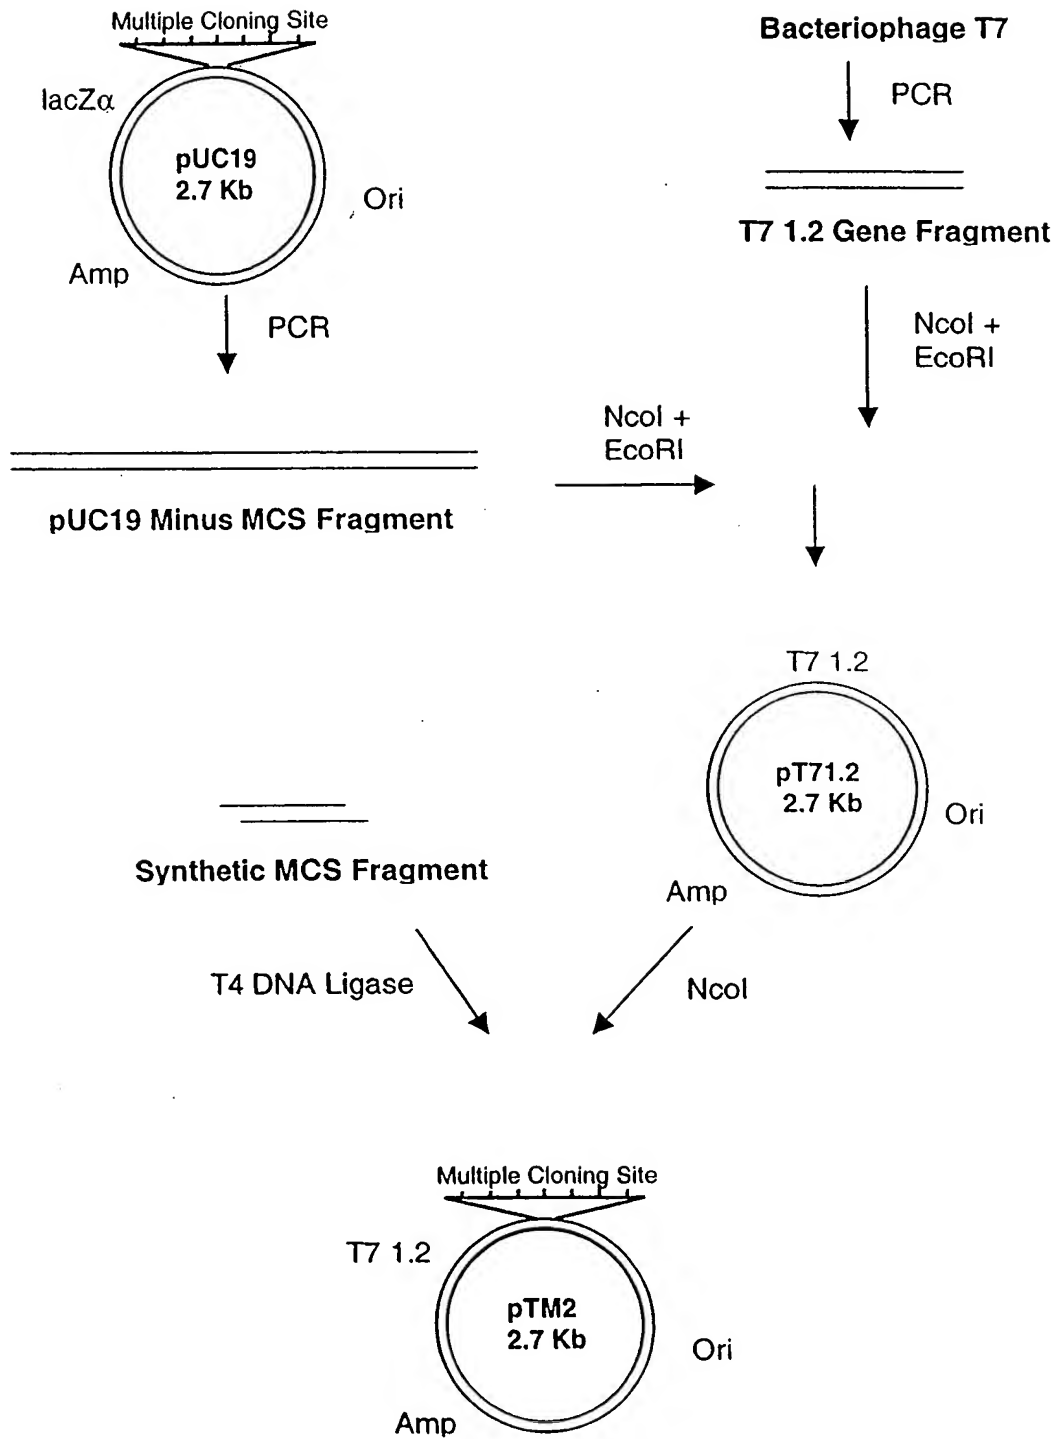 Multiple Cloning Site
lacZα
pUC19
2.7 Kb
Ori
Amp
PCR
pUC19 Minus MCS Fragment
Bacteriophage T7
PCR
T7 1.2 Gene Fragment
NcoI +
EcoRI
NcoI +
EcoRI
T7 1.2
pT71.2
2.7 Kb
Ori
Amp
Synthetic MCS Fragment
T4 DNA Ligase
NcoI
Multiple Cloning Site
T7 1.2
pTM2
2.7 Kb
Ori
Amp